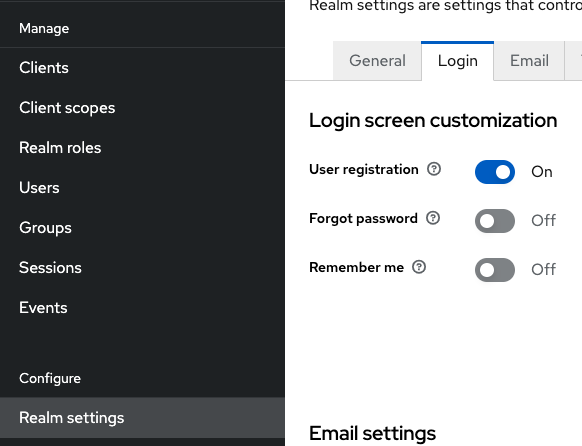 Realm settings are settings that contro
Manage
Clients
Client scopes
Realm roles
Users
Groups
Sessions
Events
Configure
Realm settings
General
Login
Email
Login screen customization
User registration
On
Forgot password
Off
Remember me
Off
Email settings